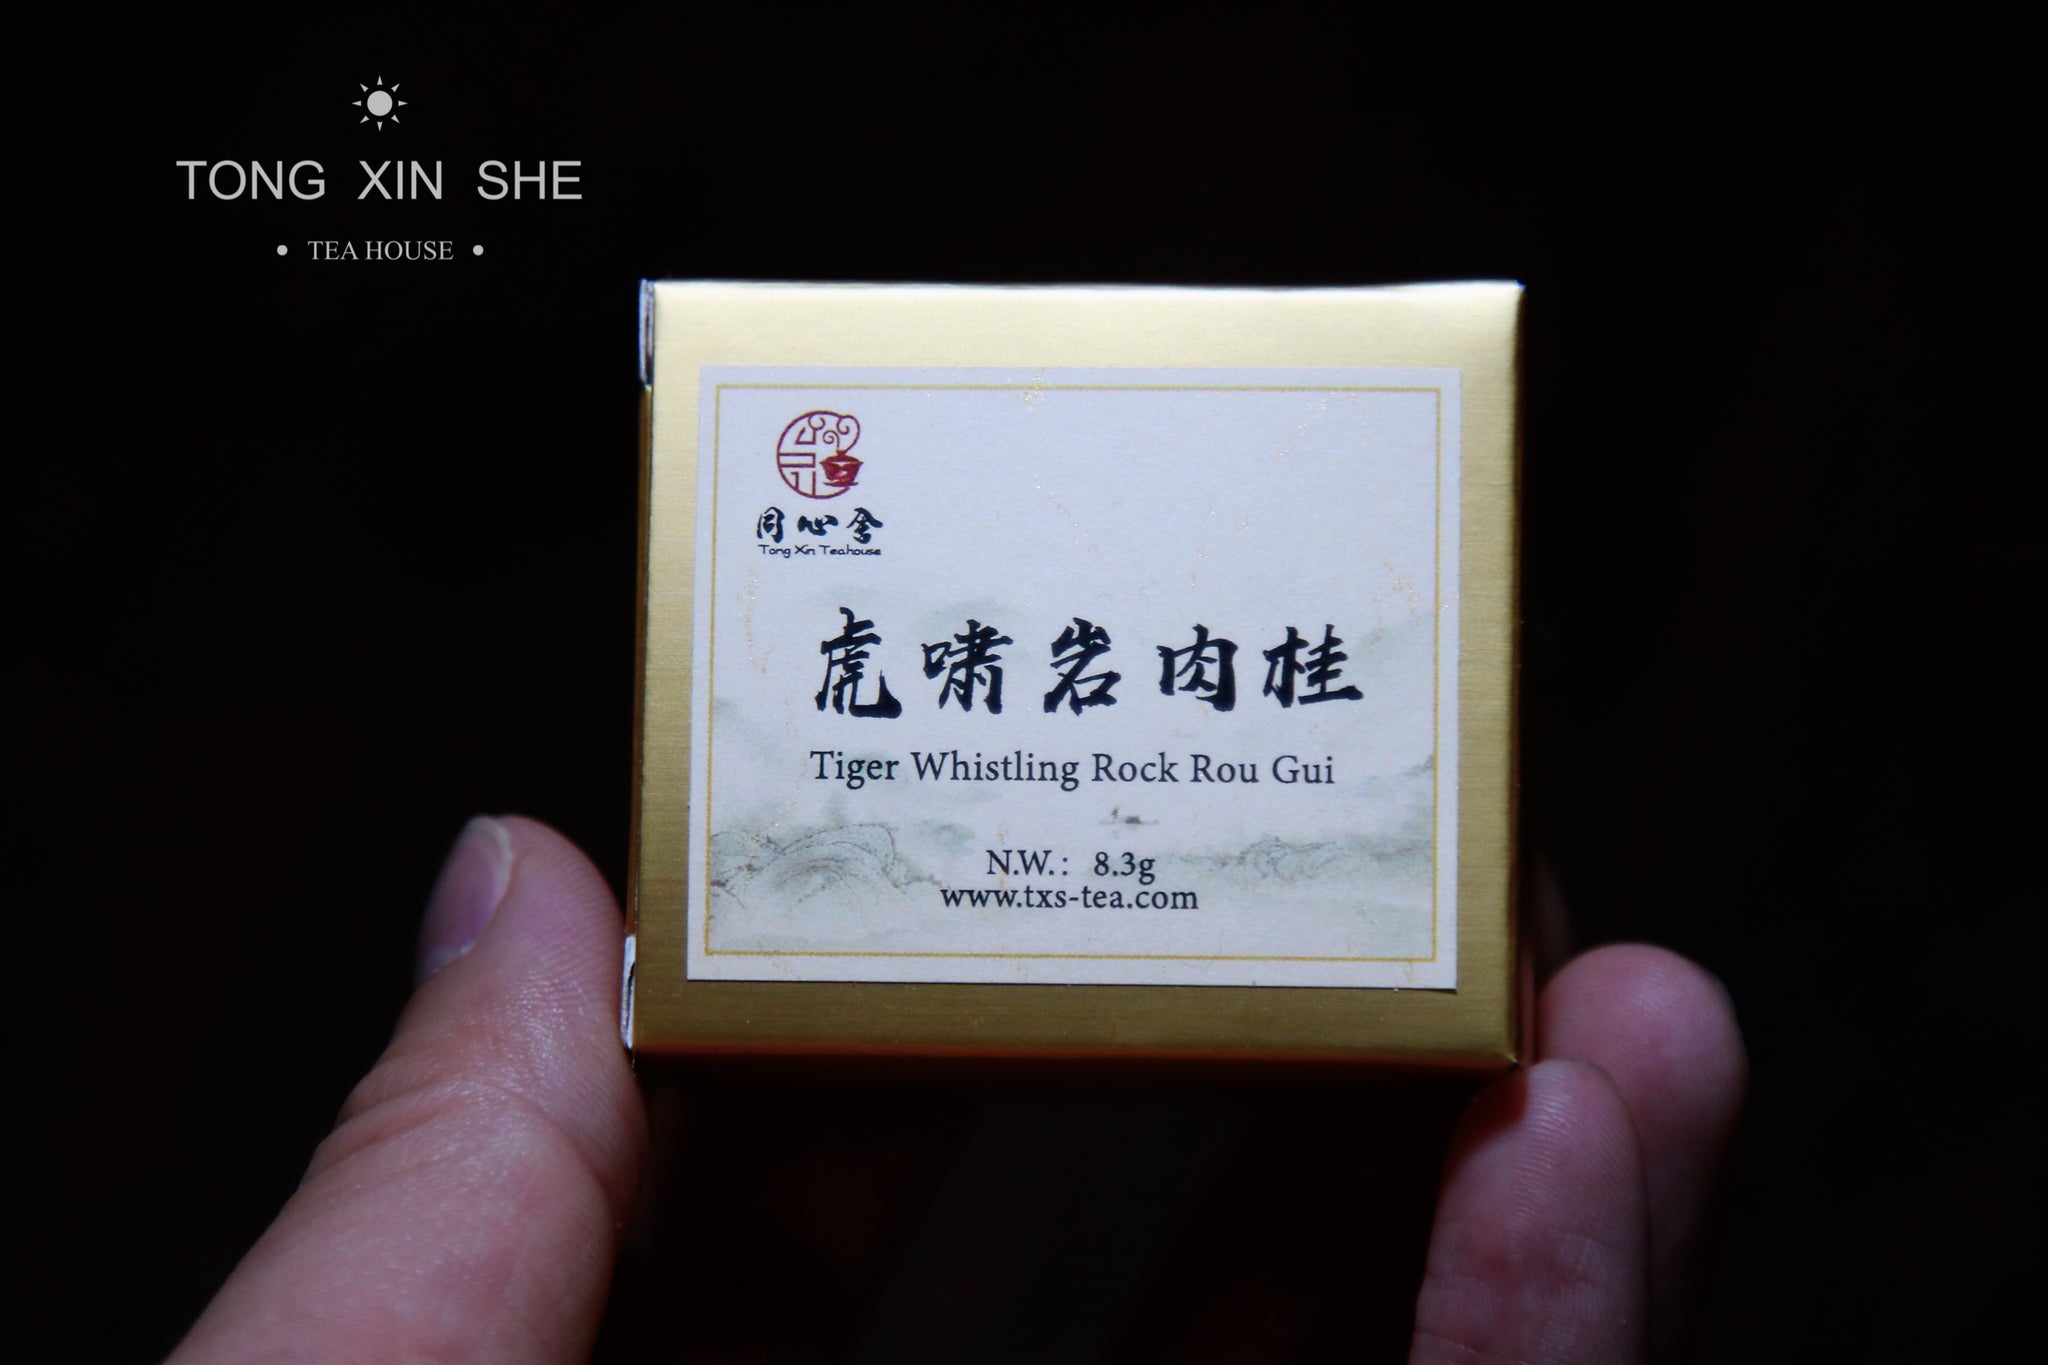 TONG XIN SHE
• TEA HOUSE •
同心舍
Tong Xin Teahouse
虎啸岩肉桂
Tiger Whistling Rock Rou Gui
N.W.: 8.3g
www.txs-tea.com